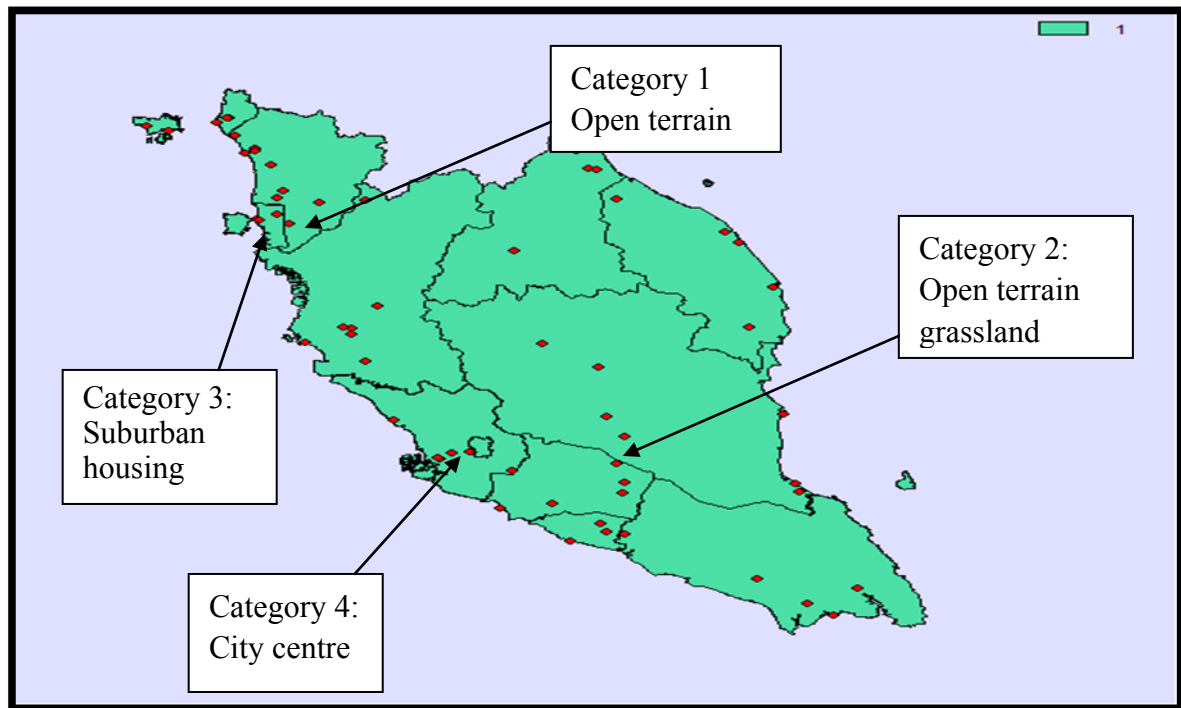 1
Category 1
Open terrain
Category 2:
Open terrain
grassland
Category 3:
Suburban
housing
Category 4:
City centre